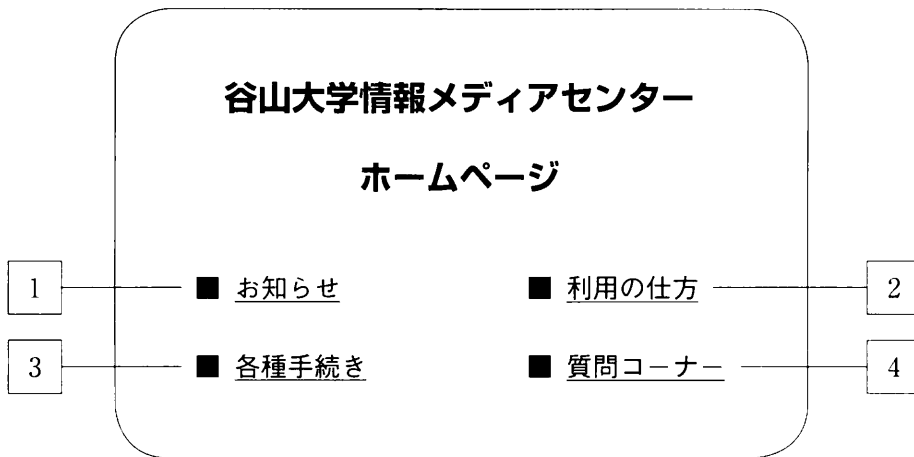 谷山大学情報メディアセンター
ホームページ
1 ■ お知らせ ■ 利用の仕方 2
3 ■ 各種手続き ■ 質問コーナー 4